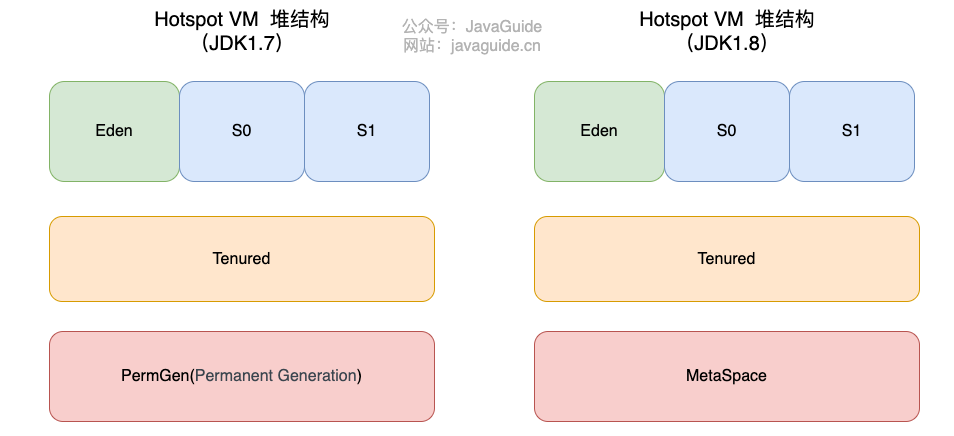 Hotspot VM 堆结构
（JDK1.7）
公众号：JavaGuide
网站：javaguide.cn
Hotspot VM 堆结构
（JDK1.8）
Eden
S0
S1
Eden
S0
S1
Tenured
Tenured
PermGen(Permanent Generation)
MetaSpace